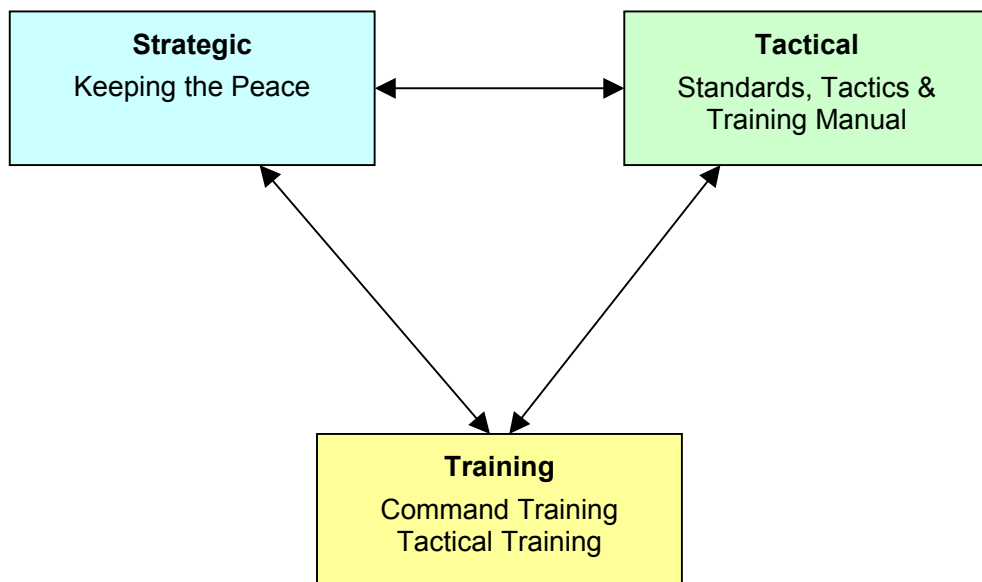 Strategic
Keeping the Peace
Tactical
Standards, Tactics &
Training Manual
Training
Command Training
Tactical Training